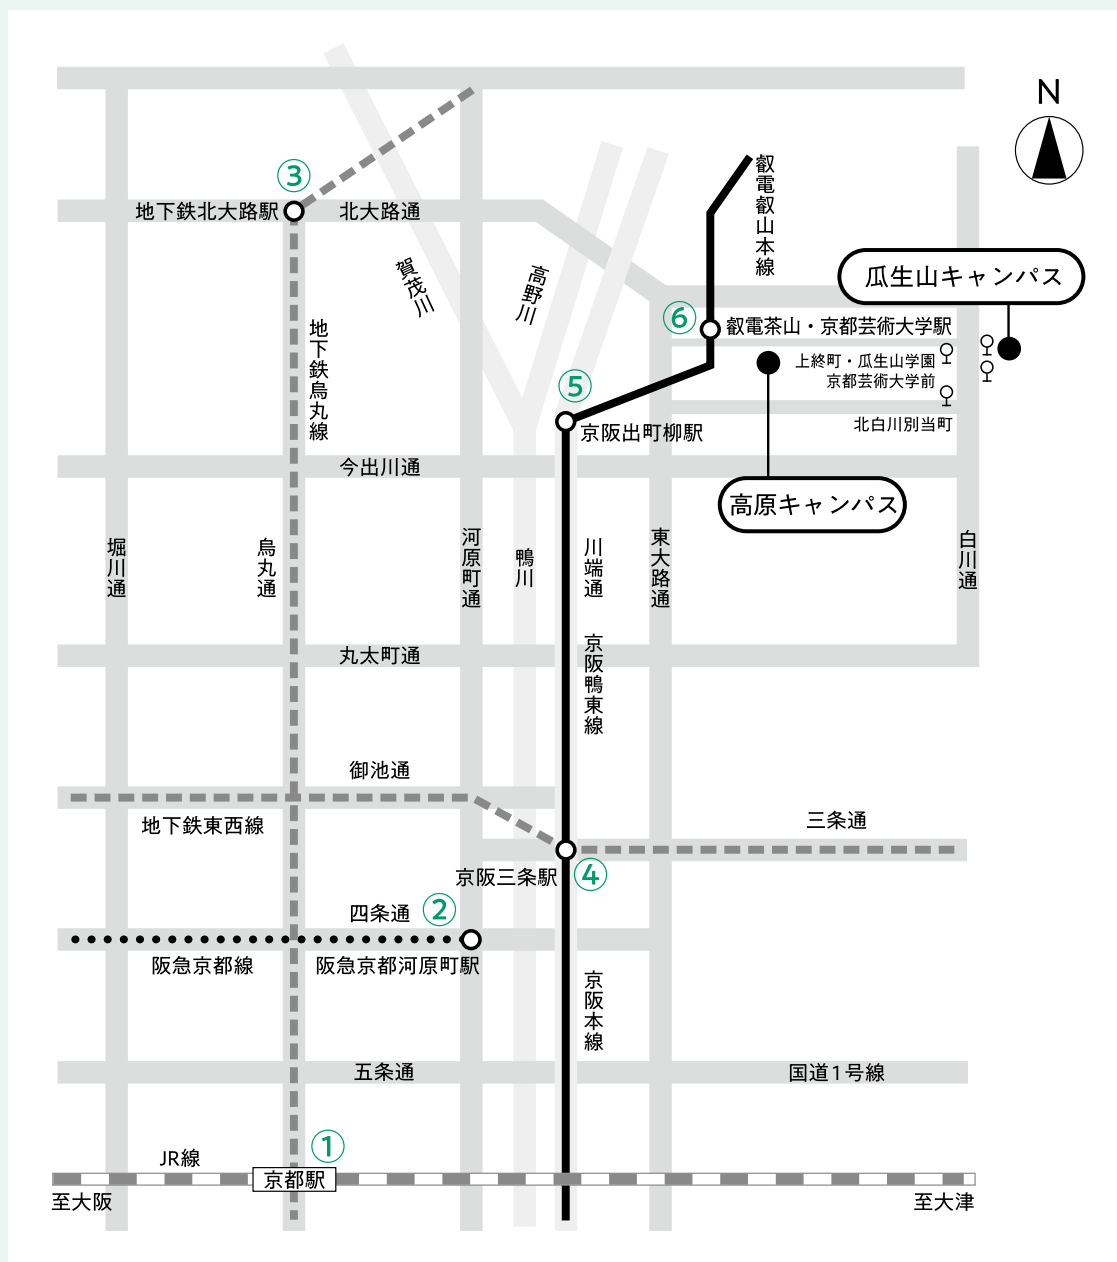 N
叡電叡山本線
③
地下鉄北大路駅
北大路通
瓜生山キャンパス
賀茂川
高野川
⑥
叡電茶山・京都芸術大学駅
地下鉄烏丸線
上終町・瓜生山学園
京都芸術大学前
⑤
京阪出町柳駅
北白川別当町
今出川通
高原キャンパス
堀川通
烏丸通
河原町通
鴨川
川端通
東大路通
白川通
丸太町通
京阪鴨東線
御池通
地下鉄東西線
三条通
京阪三条駅
④
四条通
②
阪急京都線
阪急京都河原町駅
京阪本線
五条通
国道1号線
①
JR線
京都駅
至大阪
至大津